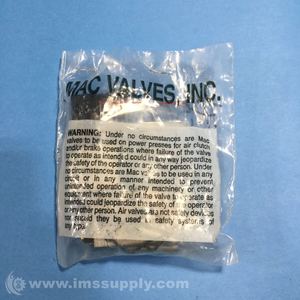 MAC VALVES, INC.
WARNING: Under no circumstances are Mac
valves to be used on power presses for air clutch
and/or brake operations where failure of the valve
to operate as intended could in any way jeopardize
the safety of the operator or any other person. Under
no circumstances are Mac valves to be used in any
circuit or in any manner intended to prevent
unintended operation of any machinery or other
equipment where failure of the valve to operate as
intended could jeopardize the safety of the operator
or any other person. Air valves are not safety devices
nor should they be used in safety systems of
any type.
© www.imssupply.com